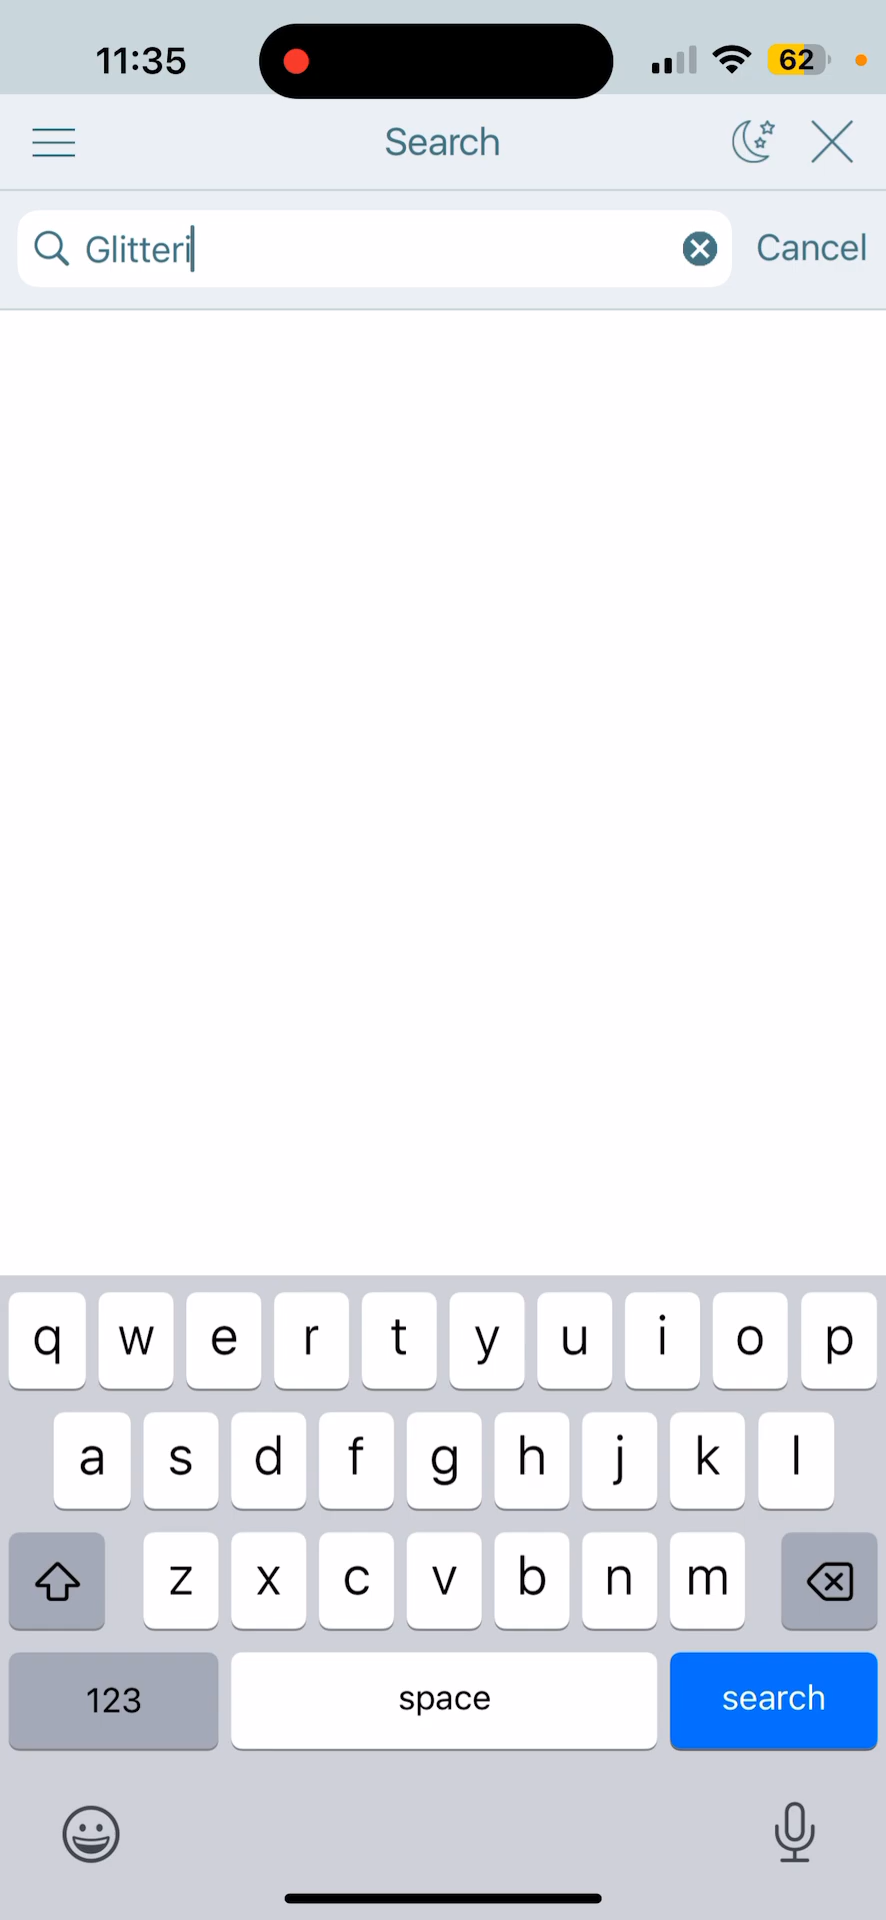 11:35
62
Search
Glitteri
Cancel
q w e r t y u i o p
a s d f g h j k l
z x c v b n m
123 space search